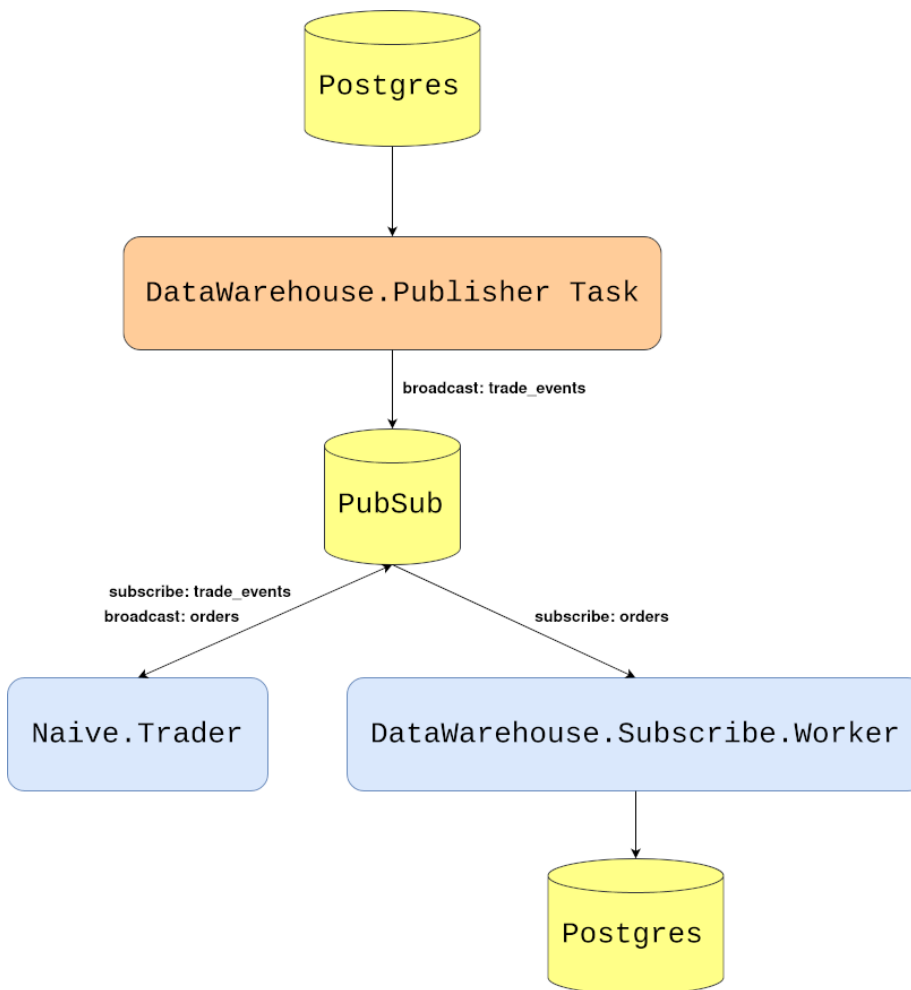 Postgres
DataWarehouse.Publisher Task
broadcast: trade_events
PubSub
subscribe: trade_events
broadcast: orders
subscribe: orders
Naive.Trader
DataWarehouse.Subscribe.Worker
Postgres